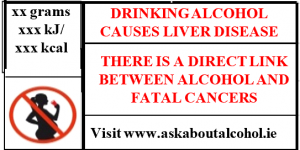 xx grams
xxx kJ/
xxx kcal
DRINKING ALCOHOL
CAUSES LIVER DISEASE
THERE IS A DIRECT LINK
BETWEEN ALCOHOL AND
FATAL CANCERS
Visit www.askaboutalcohol.ie